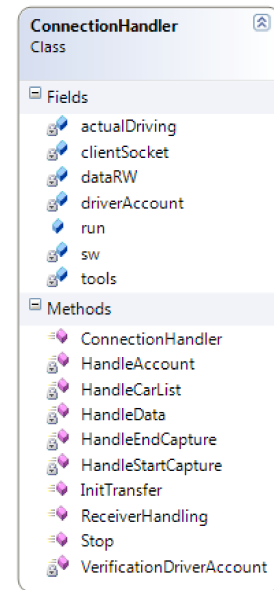 ConnectionHandler
Class
Fields
actualDriving
clientSocket
dataRW
driverAccount
run
sw
tools
Methods
ConnectionHandler
HandleAccount
HandleCarList
HandleData
HandleEndCapture
HandleStartCapture
InitTransfer
ReceiverHandling
Stop
VerificationDriverAccount